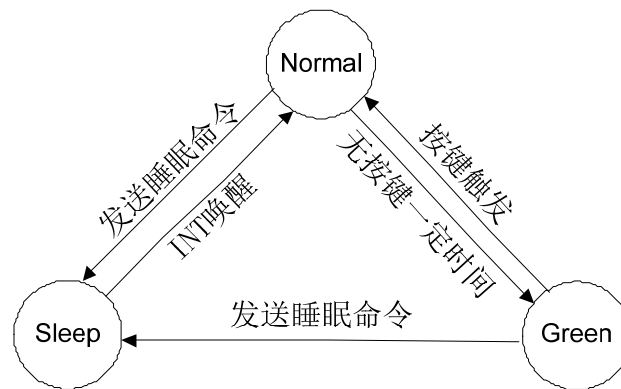 Normal
发送睡眠命令
INT唤醒
无按键一定时间
按键触发
Sleep
发送睡眠命令
Green